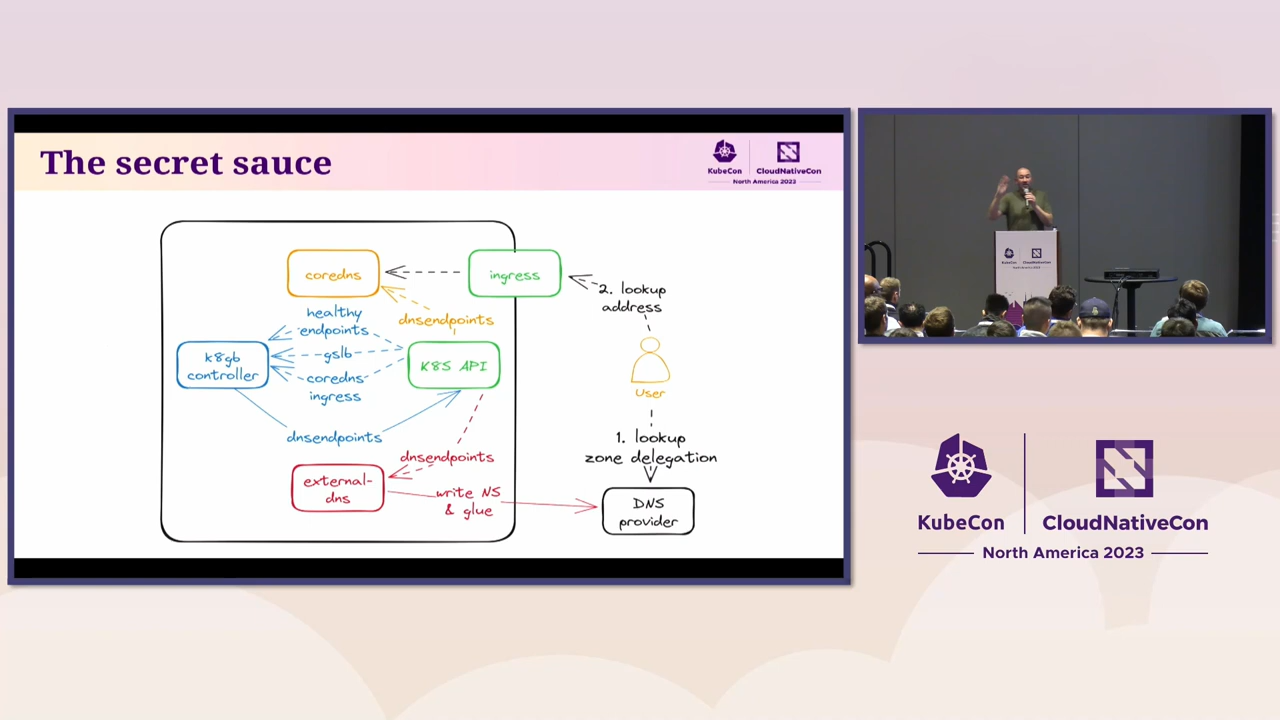 The secret sauce
KubeCon
CloudNativeCon
North America 2023
coredns
ingress
2. lookup
address
healthy
endpoints
dnsendpoints
gslb
k8gb
controller
K8S API
coredns
ingress
User
dnsendpoints
1. lookup
zone delegation
dnsendpoints
external-
dns
write NS
& glue
DNS
provider
KubeCon
CloudNativeCon
KubeCon
CloudNativeCon
North America 2023